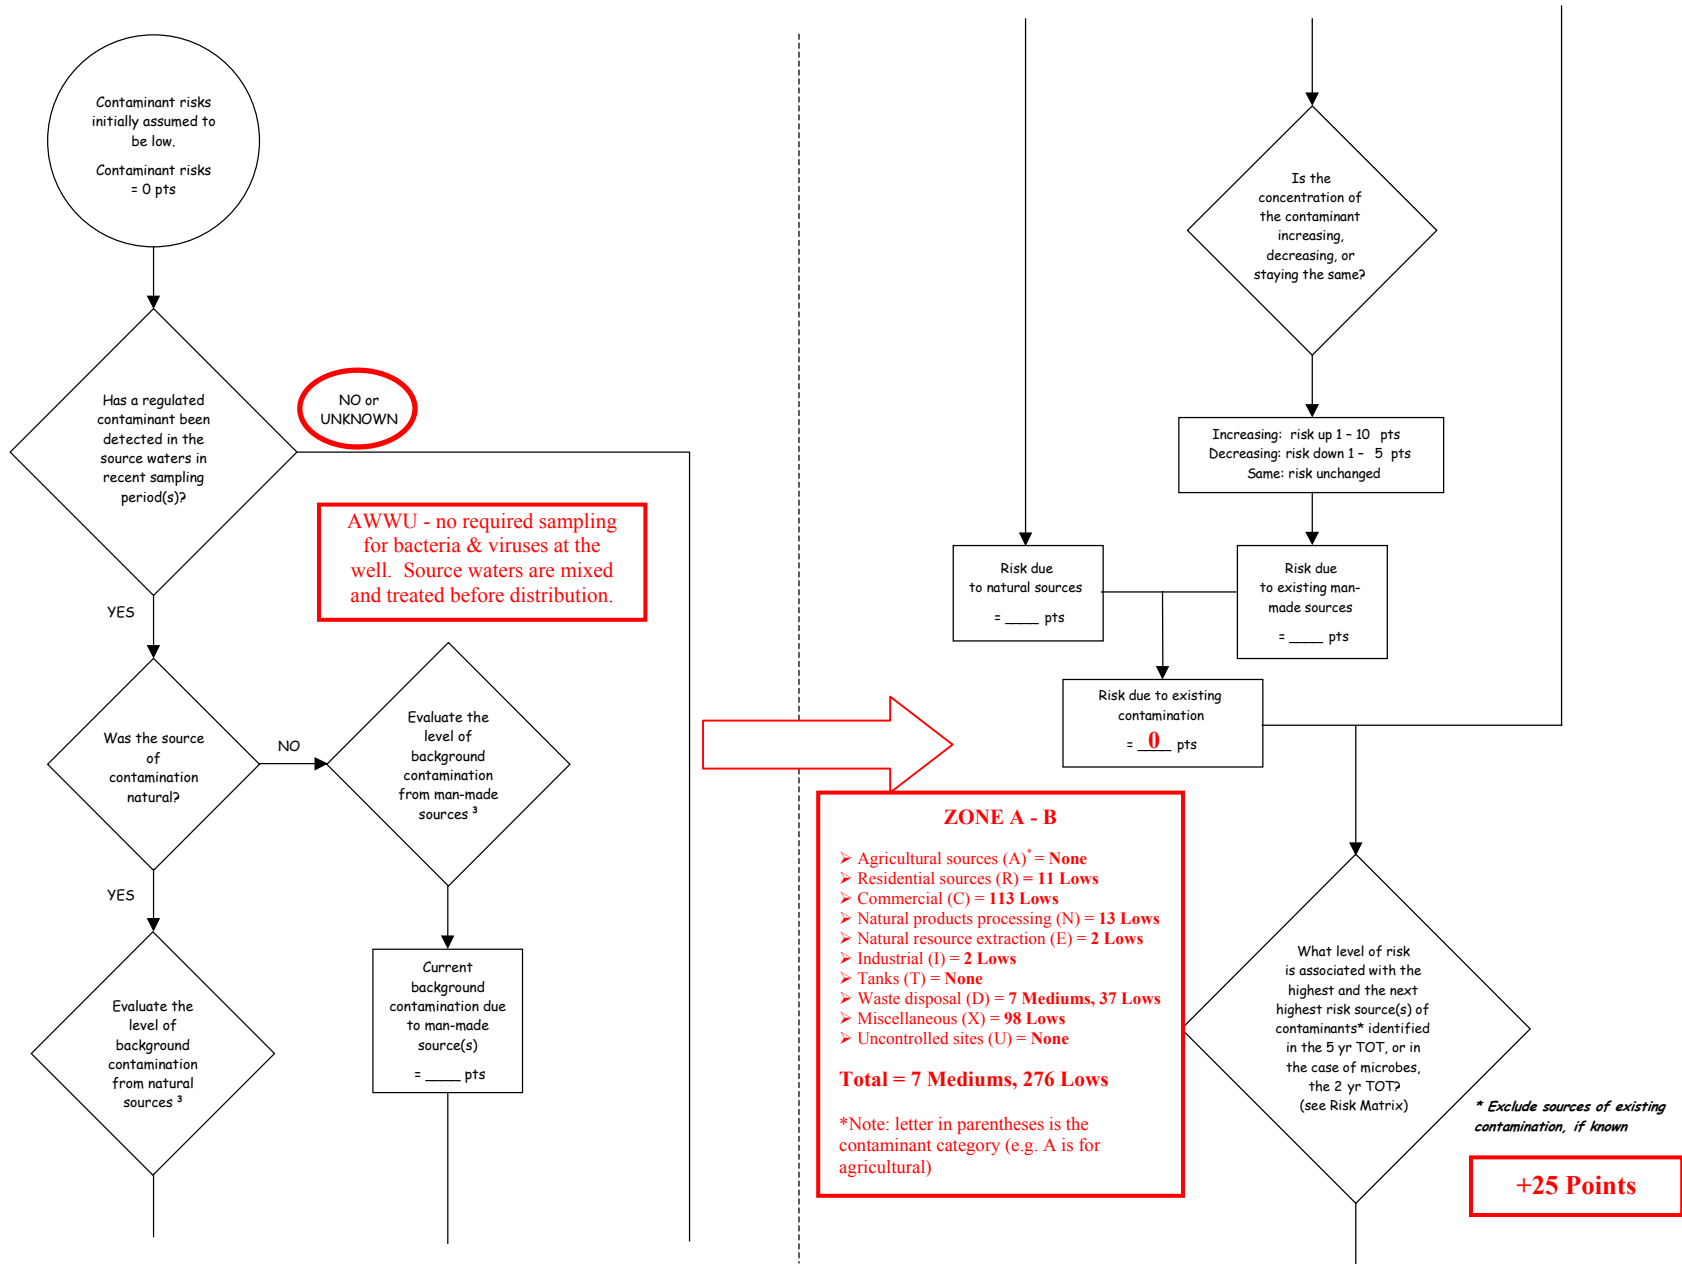 Contaminant risks
initially assumed to
be low.
Contaminant risks
= 0 pts
Has a regulated
contaminant been
detected in the
source waters in
recent sampling
period(s)?
NO or
UNKNOWN
AWWU - no required sampling
for bacteria & viruses at the
well.  Source waters are mixed
and treated before distribution.
YES
Was the source
of
contamination
natural?
NO
Evaluate the
level of
background
contamination
from man-made
sources ³
YES
Evaluate the
level of
background
contamination
from natural
sources ³
Current
background
contamination due
to man-made
source(s)
= ____ pts
Is the
concentration of
the contaminant
increasing,
decreasing, or
staying the same?
Increasing:  risk up 1 – 10  pts
Decreasing: risk down 1 –  5  pts
Same: risk unchanged
Risk due
to natural sources
= ____ pts
Risk due
to existing man-
made sources
= ____ pts
Risk due to existing
contamination
= __0__ pts
ZONE A - B
➢ Agricultural sources (A)* = None
➢ Residential sources (R) = 11 Lows
➢ Commercial (C) = 113 Lows
➢ Natural products processing (N) = 13 Lows
➢ Natural resource extraction (E) = 2 Lows
➢ Industrial (I) = 2 Lows
➢ Tanks (T) = None
➢ Waste disposal (D) = 7 Mediums, 37 Lows
➢ Miscellaneous (X) = 98 Lows
➢ Uncontrolled sites (U) = None
Total = 7 Mediums, 276 Lows
*Note: letter in parentheses is the
contaminant category (e.g. A is for
agricultural)
What level of risk
is associated with the
highest and the next
highest risk source(s) of
contaminants* identified
in the 5 yr TOT, or in
the case of microbes,
the 2 yr TOT?
(see Risk Matrix)
* Exclude sources of existing
contamination, if known
+25 Points